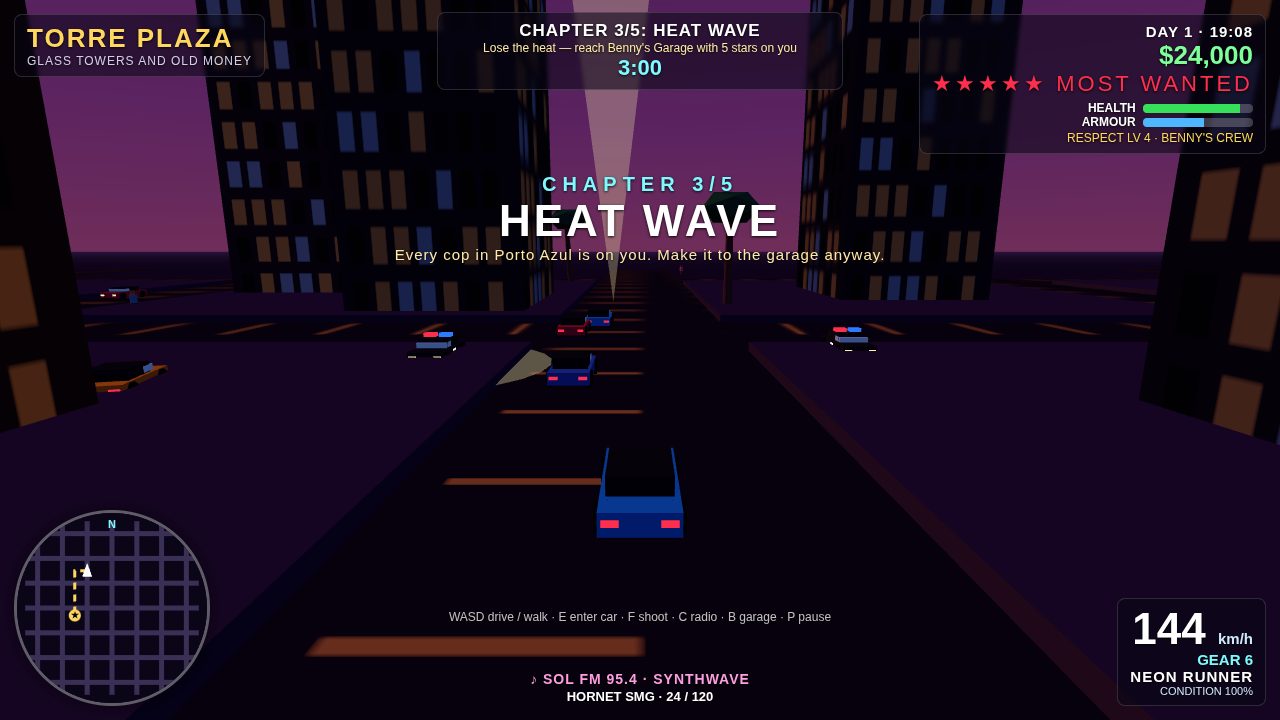 TORRE PLAZA
GLASS TOWERS AND OLD MONEY
CHAPTER 3/5: HEAT WAVE
Lose the heat — reach Benny's Garage with 5 stars on you
3:00
DAY 1 · 19:08
$24,000
★★★★★ MOST WANTED
HEALTH
ARMOUR
RESPECT LV 4 · BENNY'S CREW
CHAPTER 3/5
HEAT WAVE
Every cop in Porto Azul is on you. Make it to the garage anyway.
N
WASD drive / walk · E enter car · F shoot · C radio · B garage · P pause
♪ SOL FM 95.4 · SYNTHWAVE
HORNET SMG · 24 / 120
144 km/h
GEAR 6
NEON RUNNER
CONDITION 100%